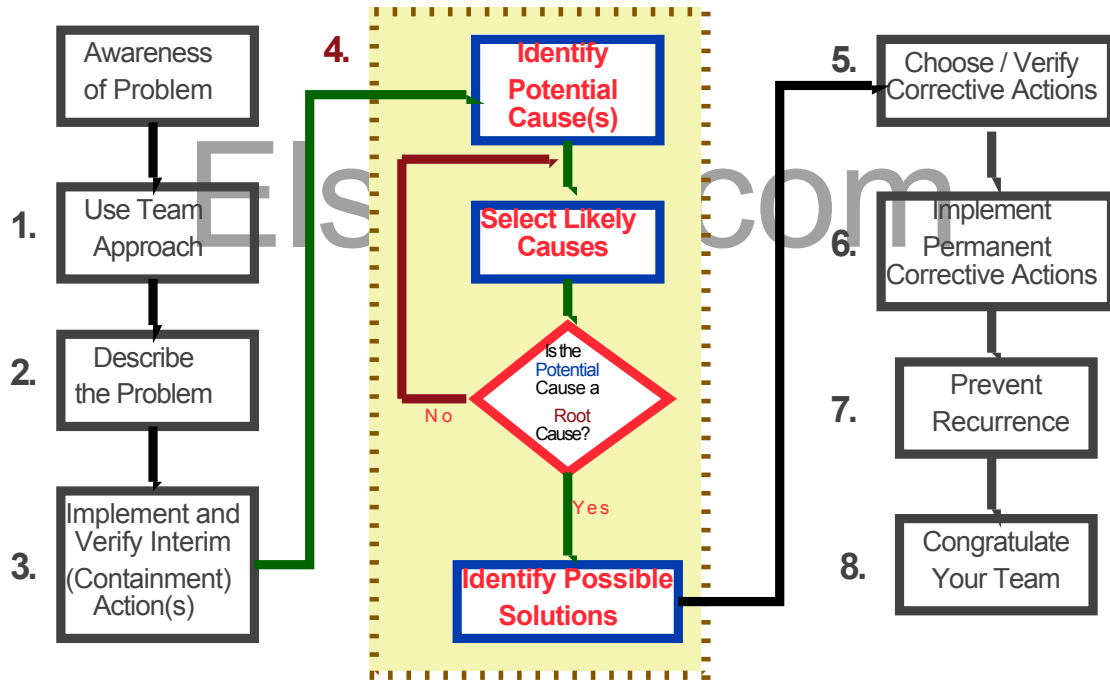 Awareness
of Problem
1.
Use Team
Approach
2.
Describe
the Problem
3.
Implement and
Verify Interim
(Containment)
Action(s)
4.
Identify
Potential
Cause(s)
Select Likely
Causes
Is the
Potential
Cause a
Root
Cause?
No
Yes
Identify Possible
Solutions
5.
Choose / Verify
Corrective Actions
6.
Implement
Permanent
Corrective Actions
7.
Prevent
Recurrence
8.
Congratulate
Your Team